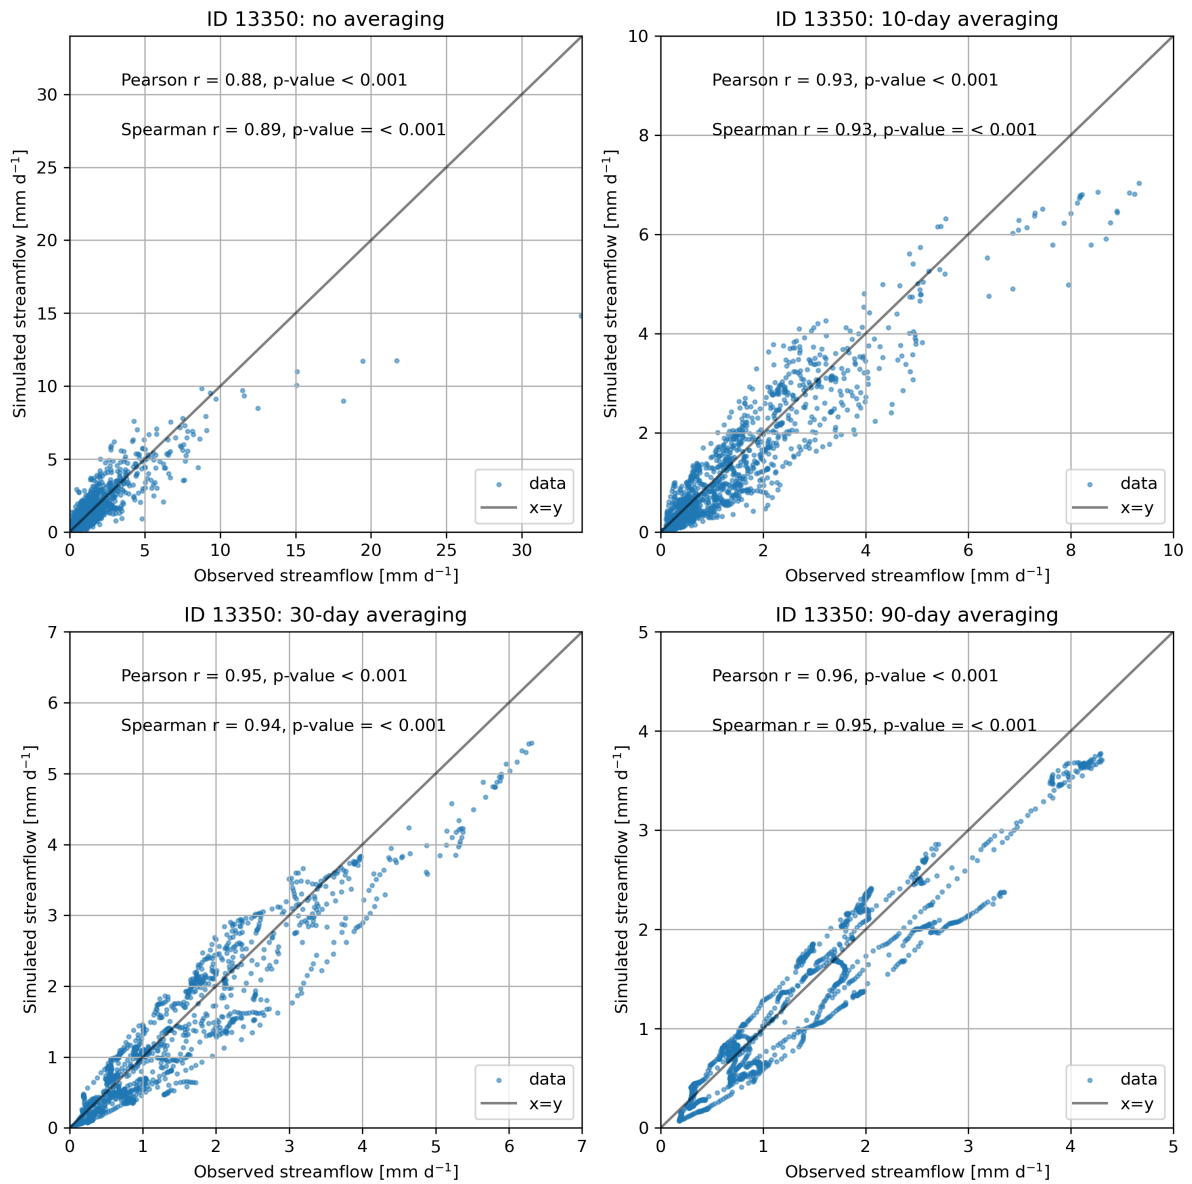 ID 13350: no averaging
Pearson r = 0.88, p-value < 0.001
Spearman r = 0.89, p-value = < 0.001
Simulated streamflow [mm d⁻¹]
30
25
20
15
10
5
0
0 5 10 15 20 25 30
Observed streamflow [mm d⁻¹]
data
x=y
ID 13350: 10-day averaging
Pearson r = 0.93, p-value < 0.001
Spearman r = 0.93, p-value = < 0.001
Simulated streamflow [mm d⁻¹]
10
8
6
4
2
0
0 2 4 6 8 10
Observed streamflow [mm d⁻¹]
data
x=y
ID 13350: 30-day averaging
Pearson r = 0.95, p-value < 0.001
Spearman r = 0.94, p-value = < 0.001
Simulated streamflow [mm d⁻¹]
7
6
5
4
3
2
1
0
0 1 2 3 4 5 6 7
Observed streamflow [mm d⁻¹]
data
x=y
ID 13350: 90-day averaging
Pearson r = 0.96, p-value < 0.001
Spearman r = 0.95, p-value = < 0.001
Simulated streamflow [mm d⁻¹]
5
4
3
2
1
0
0 1 2 3 4 5
Observed streamflow [mm d⁻¹]
data
x=y